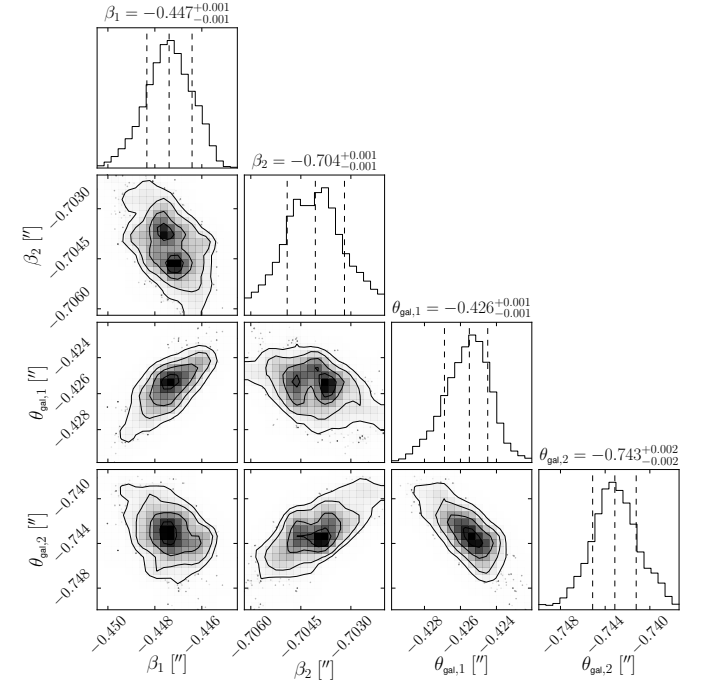 β₁ = −0.447⁺⁰·⁰⁰¹₋₀.₀₀₁
β₂ = −0.704⁺⁰·⁰⁰¹₋₀.₀₀₁
−0.7030
−0.7045
−0.7060
β₂ [″]
θgal,1 = −0.426⁺⁰·⁰⁰¹₋₀.₀₀₁
−0.424
−0.426
−0.428
θgal,1 [″]
θgal,2 = −0.743⁺⁰·⁰⁰²₋₀.₀₀₂
−0.740
−0.744
−0.748
θgal,2 [″]
−0.450 −0.448 −0.446
β₁ [″]
−0.7060 −0.7045 −0.7030
β₂ [″]
−0.428 −0.426 −0.424
θgal,1 [″]
−0.748 −0.744 −0.740
θgal,2 [″]